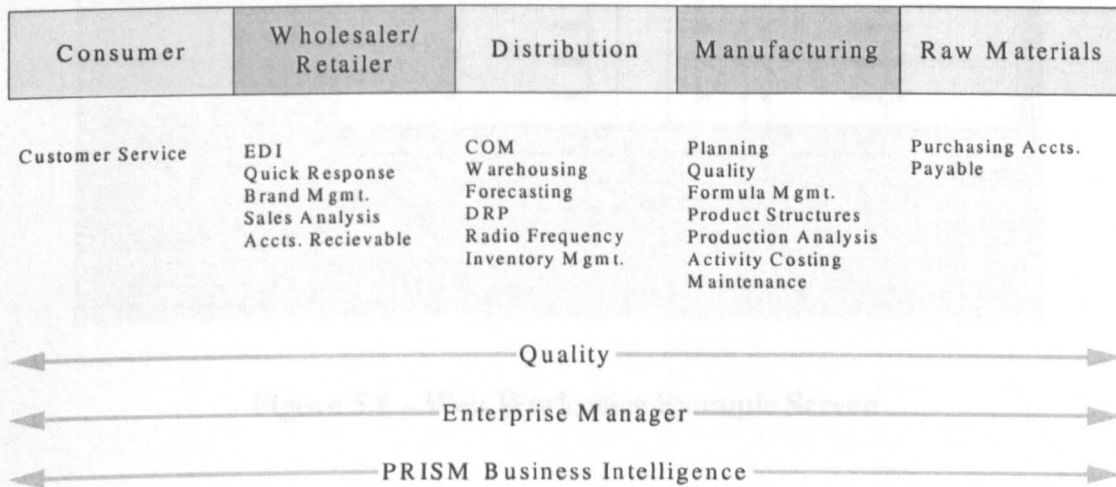 Consumer
Wholesaler/
Retailer
Distribution
Manufacturing
Raw Materials
Customer Service
EDI
Quick Response
Brand Mgmt.
Sales Analysis
Accts. Recievable
COM
Warehousing
Forecasting
DRP
Radio Frequency
Inventory Mgmt.
Planning
Quality
Formula Mgmt.
Product Structures
Production Analysis
Activity Costing
Maintenance
Purchasing Accts.
Payable
Quality
Enterprise Manager
PRISM Business Intelligence